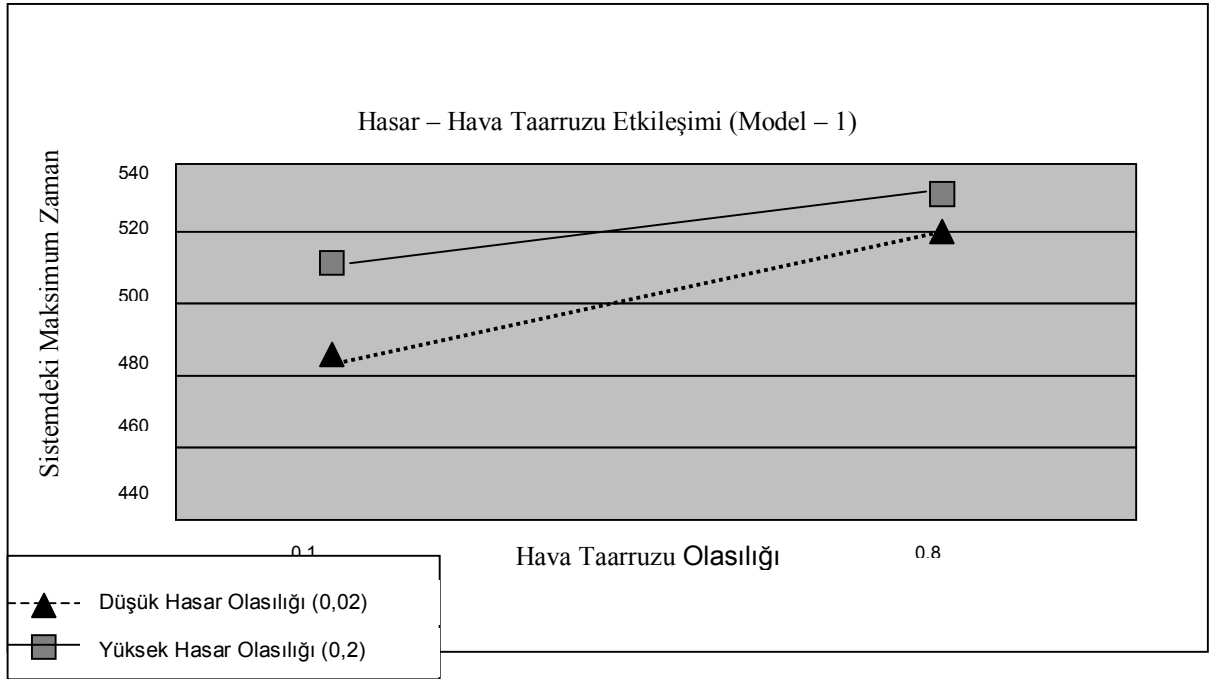 Hasar – Hava Taarruzu Etkileşimi (Model – 1)
Sistemdeki Maksimum Zaman
540
520
500
480
460
440
0.1
0.8
Hava Taarruzu Olasılığı
Düşük Hasar Olasılığı (0,02)
Yüksek Hasar Olasılığı (0,2)